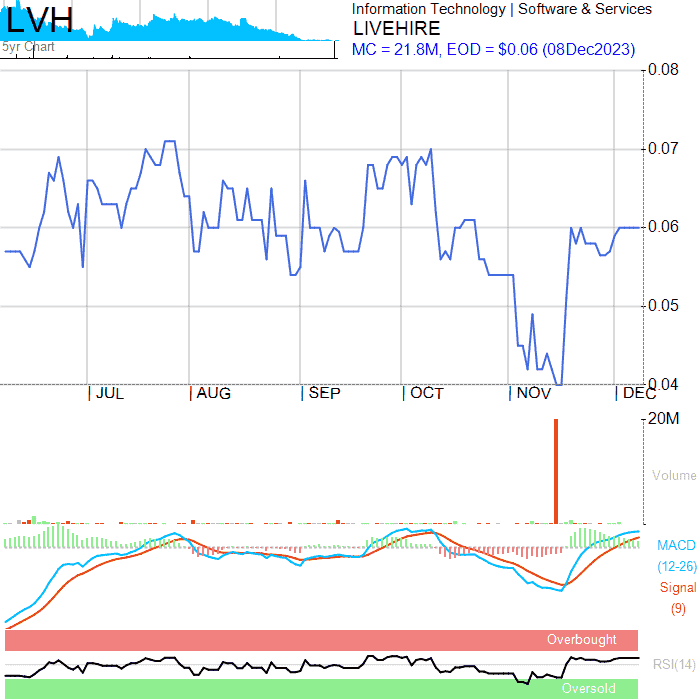 LVH
5yr Chart
Information Technology | Software & Services
LIVEHIRE
MC = 21.8M, EOD = $0.06 (08Dec2023)
0.08
0.07
0.06
0.05
0.04
JUL AUG SEP OCT NOV DEC
20M
Volume
MACD
(12-26)
Signal
(9)
Overbought
RSI(14)
Oversold